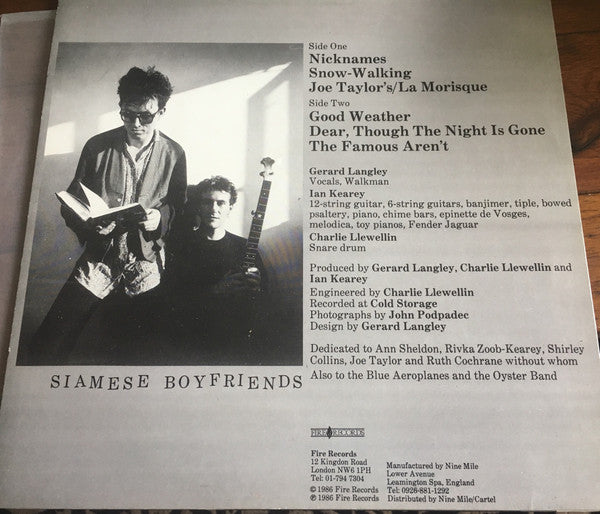 Side One
Nicknames
Snow-Walking
Joe Taylor's/La Morisque
Side Two
Good Weather
Dear, Though The Night Is Gone
The Famous Aren't
Gerard Langley
Vocals, Walkman
Ian Kearey
12-string guitar, 6-string guitars, banjimer, tiple, bowed
psaltery, piano, chime bars, epinette de Vosges,
melodica, toy pianos, Fender Jaguar
Charlie Llewellin
Snare drum
Produced by Gerard Langley, Charlie Llewellin and
Ian Kearey
Engineered by Charlie Llewellin
Recorded at Cold Storage
Photographs by John Podpadec
Design by Gerard Langley
Dedicated to Ann Sheldon, Rivka Zoob-Kearey, Shirley
Collins, Joe Taylor and Ruth Cochrane without whom
Also to the Blue Aeroplanes and the Oyster Band
SIAMESE BOYFRIENDS
FIRE RECORDS
Fire Records
12 Kingdon Road
London NW6 1PH
Tel: 01-794 7304
© 1986 Fire Records
℗ 1986 Fire Records
Manufactured by Nine Mile
Lower Avenue
Leamington Spa, England
Tel: 0926-881-1292
Distributed by Nine Mile/Cartel